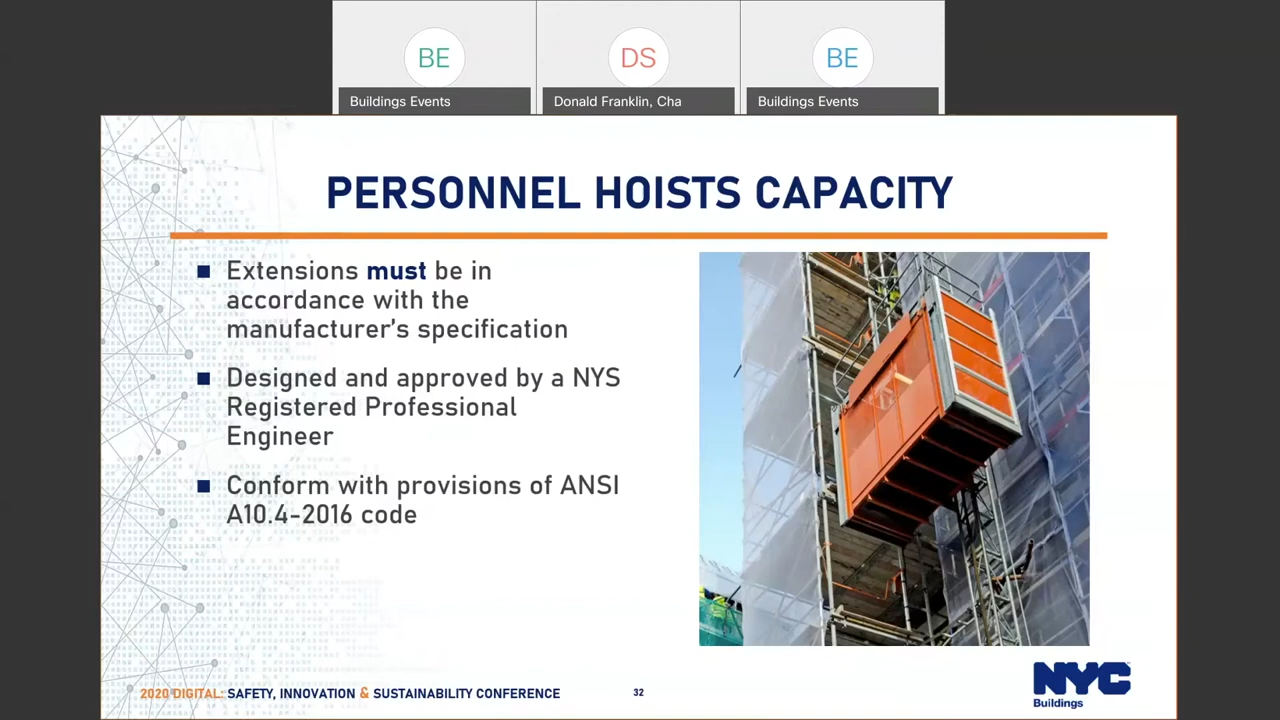 BE
DS
BE
Buildings Events
Donald Franklin, Cha
Buildings Events
PERSONNEL HOISTS CAPACITY
■ Extensions must be in
accordance with the
manufacturer's specification
■ Designed and approved by a NYS
Registered Professional
Engineer
■ Conform with provisions of ANSI
A10.4-2016 code
2020 DIGITAL: SAFETY, INNOVATION & SUSTAINABILITY CONFERENCE
32
NYC
Buildings